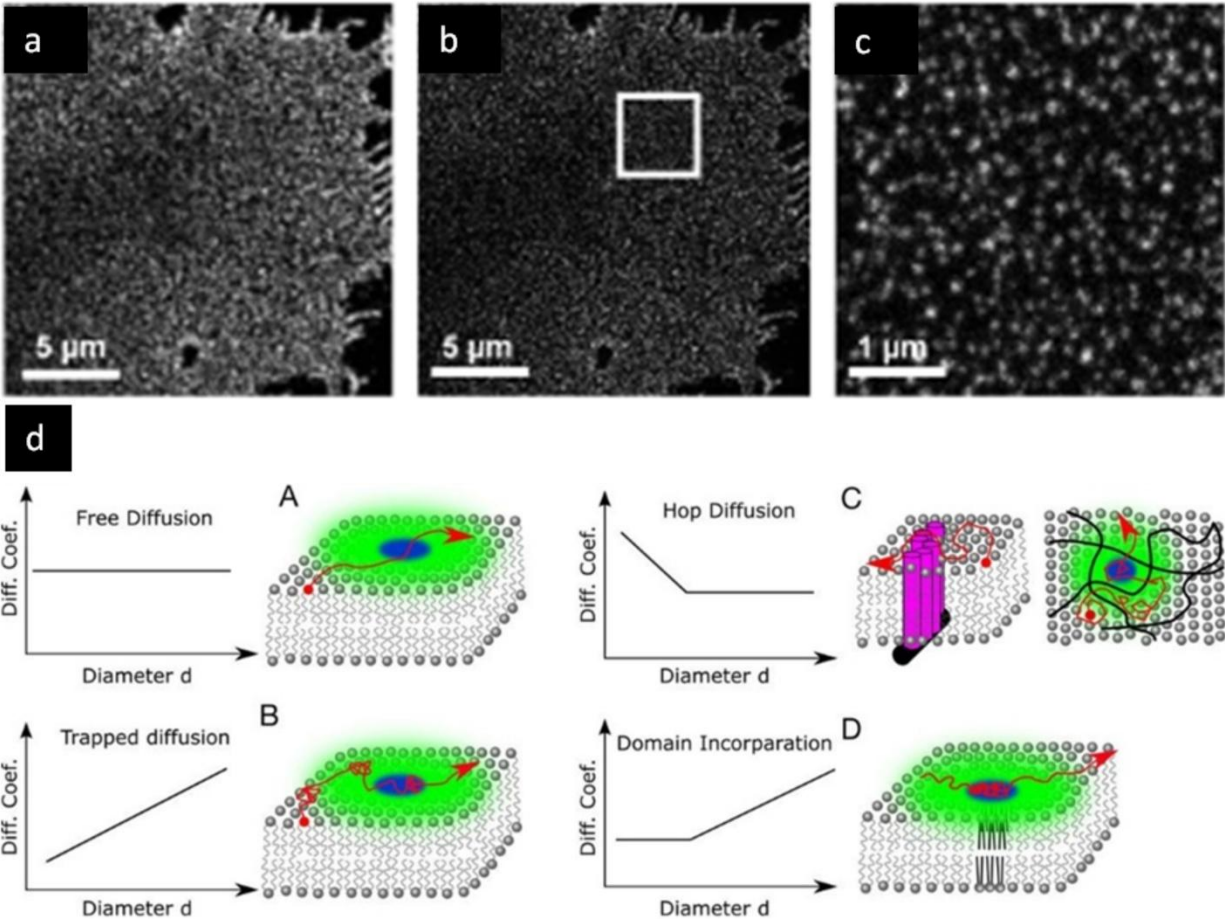 a
b
c
5 µm
5 µm
1 µm
d
A
Free Diffusion
Diff. Coef.
Diameter d
C
Hop Diffusion
Diff. Coef.
Diameter d
B
Trapped diffusion
Diff. Coef.
Diameter d
D
Domain Incorparation
Diff. Coef.
Diameter d